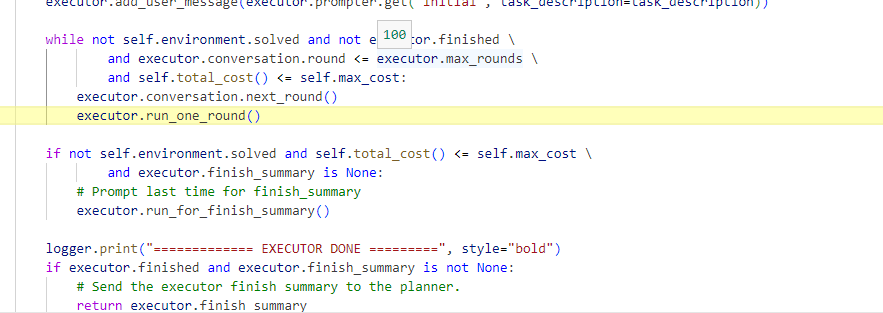 executor.add_user_message(executor.prompter.get('initial', task_description=task_description))
while not self.environment.solved and not e tor.finished \
100
and executor.conversation.round <= executor.max_rounds \
and self.total_cost() <= self.max_cost:
executor.conversation.next_round()
executor.run_one_round()
if not self.environment.solved and self.total_cost() <= self.max_cost \
and executor.finish_summary is None:
# Prompt last time for finish_summary
executor.run_for_finish_summary()
logger.print("============= EXECUTOR DONE =========", style="bold")
if executor.finished and executor.finish_summary is not None:
# Send the executor finish summary to the planner.
return executor.finish_summary